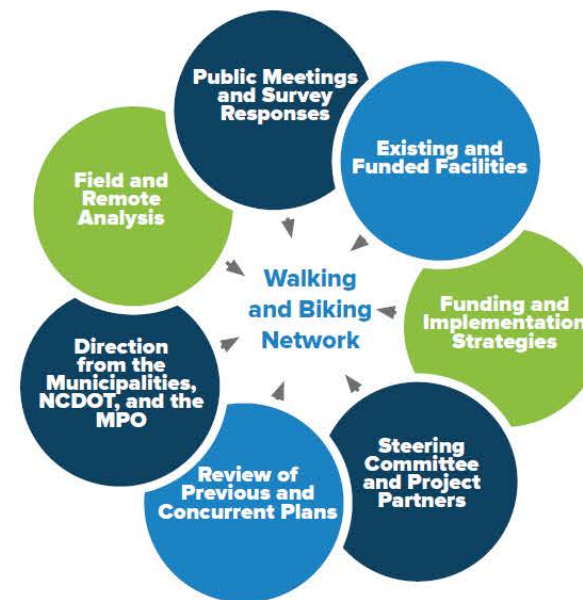 Public Meetings
and Survey
Responses
Existing and
Funded Facilities
Field and
Remote
Analysis
Walking
and Biking
Network
Funding and
Implementation
Strategies
Direction
from the
Municipalities,
NCDOT, and the
MPO
Steering
Committee
and Project
Partners
Review of
Previous and
Concurrent Plans